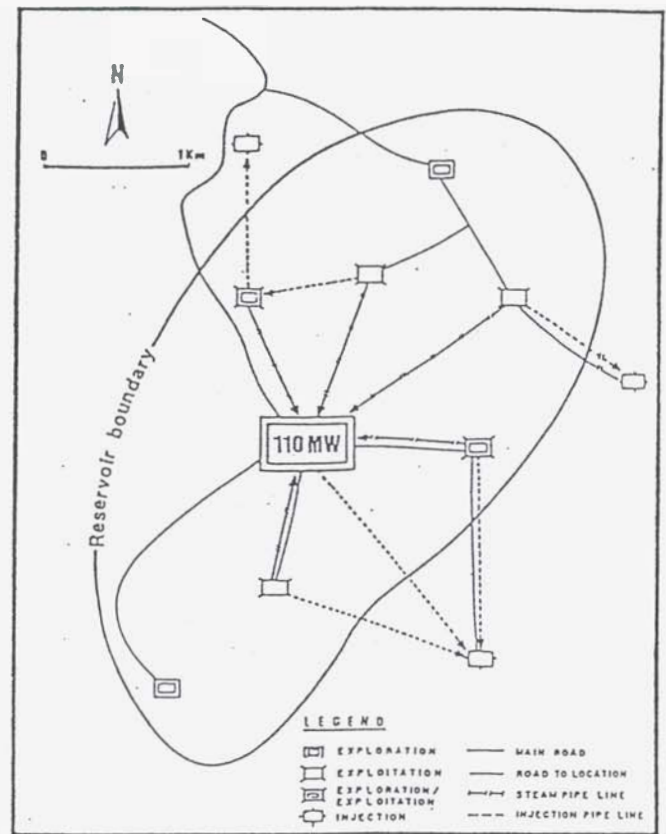 N
0 1Km
Reservoir boundary
110 MW
LEGEND
EXPLORATION
EXPLOITATION
EXPLORATION/
EXPLOITATION
INJECTION
MAIN ROAD
ROAD TO LOCATION
STEAM PIPE LINE
INJECTION PIPE LINE